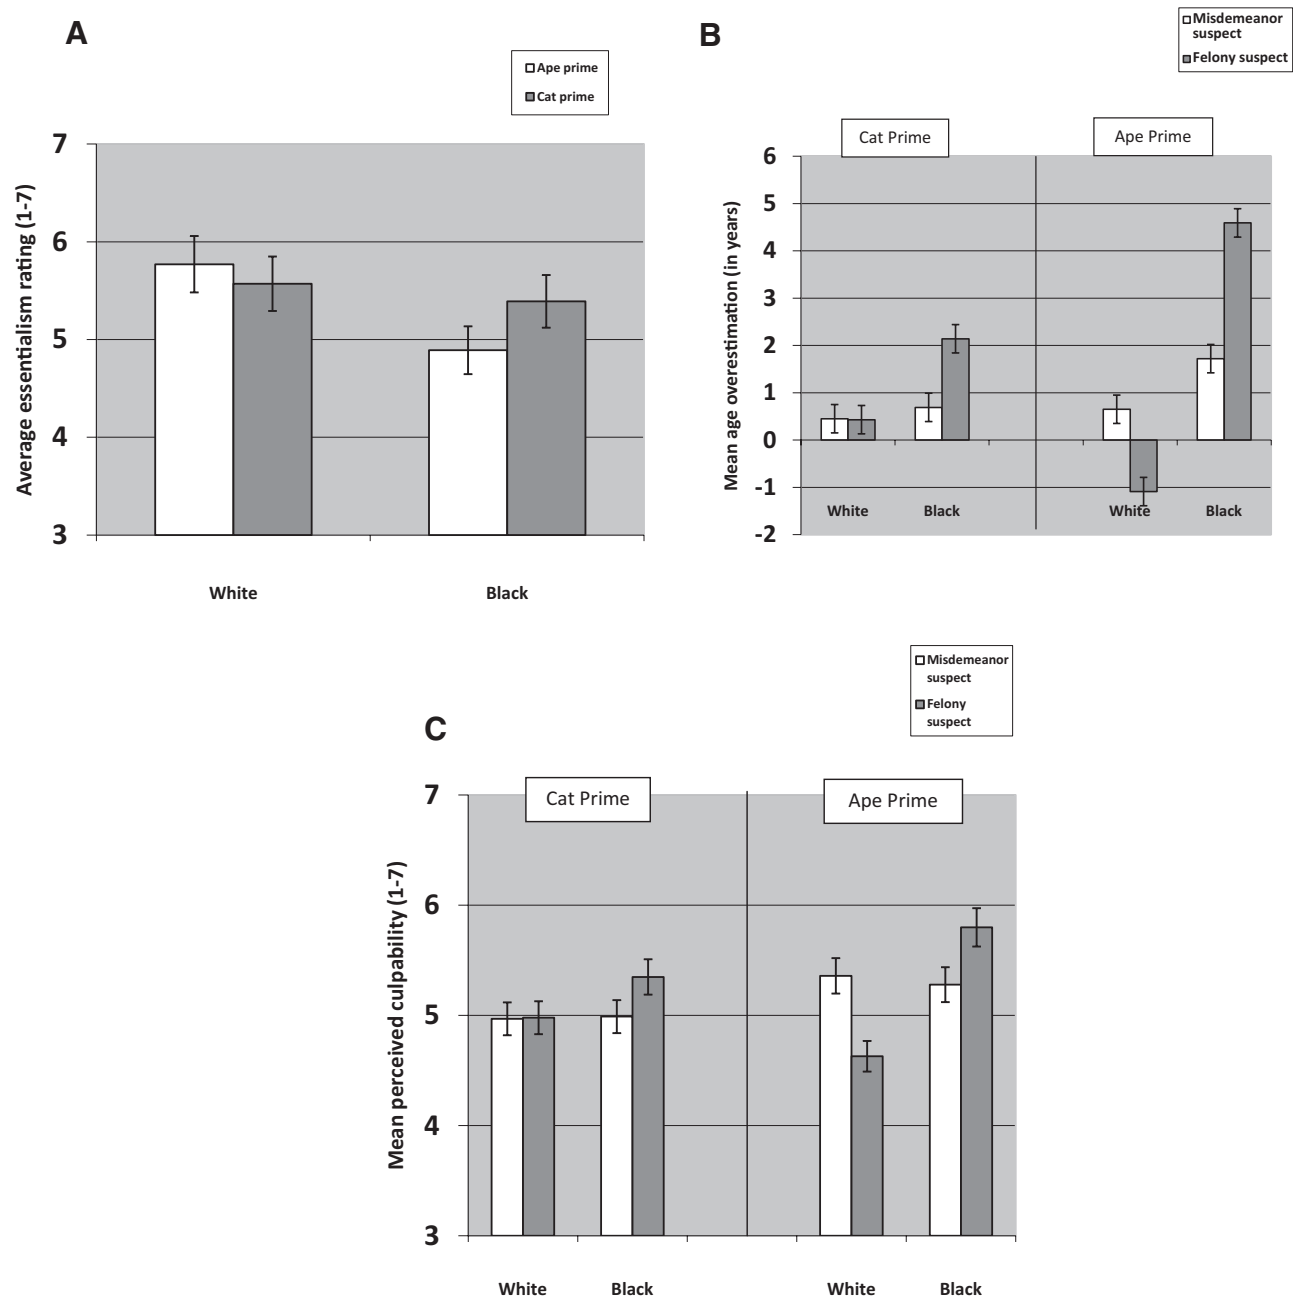 A
Ape prime
Cat prime
Average essentialism rating (1-7)
7
6
5
4
3
White
Black
B
Misdemeanor
suspect
Felony suspect
Cat Prime
Ape Prime
Mean age overestimation (in years)
6
5
4
3
2
1
0
-1
-2
White
Black
White
Black
C
Misdemeanor
suspect
Felony
suspect
Cat Prime
Ape Prime
Mean perceived culpability (1-7)
7
6
5
4
3
White
Black
White
Black